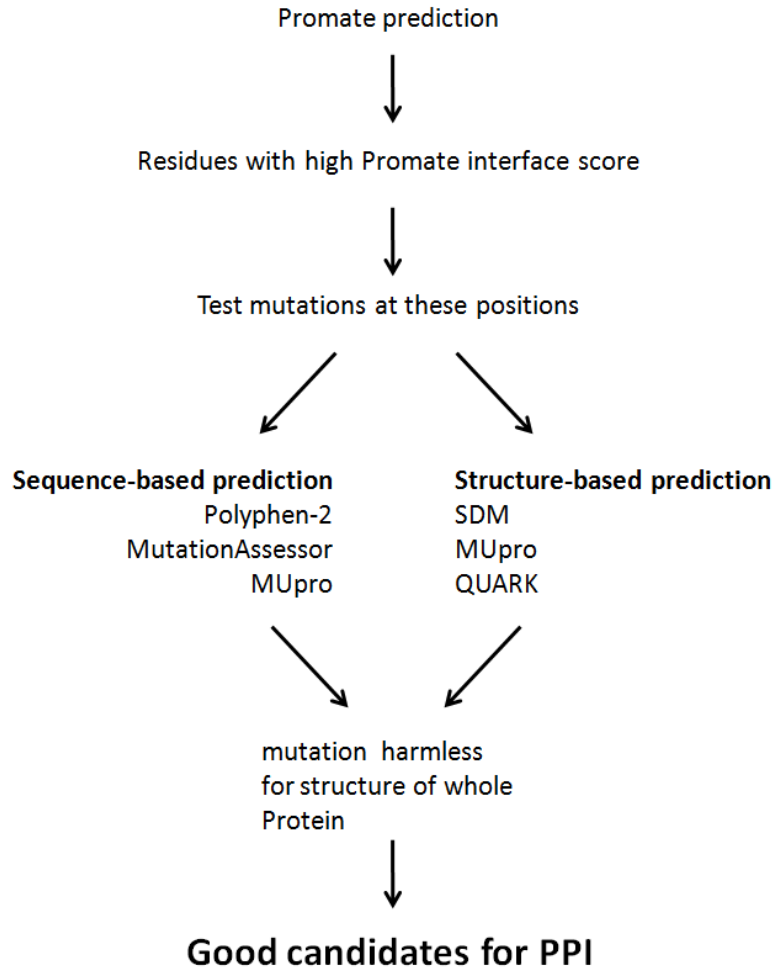 Promate prediction
Residues with high Promate interface score
Test mutations at these positions
Sequence-based prediction
Polyphen-2
MutationAssessor
MUpro
Structure-based prediction
SDM
MUpro
QUARK
mutation harmless
for structure of whole
Protein
Good candidates for PPI